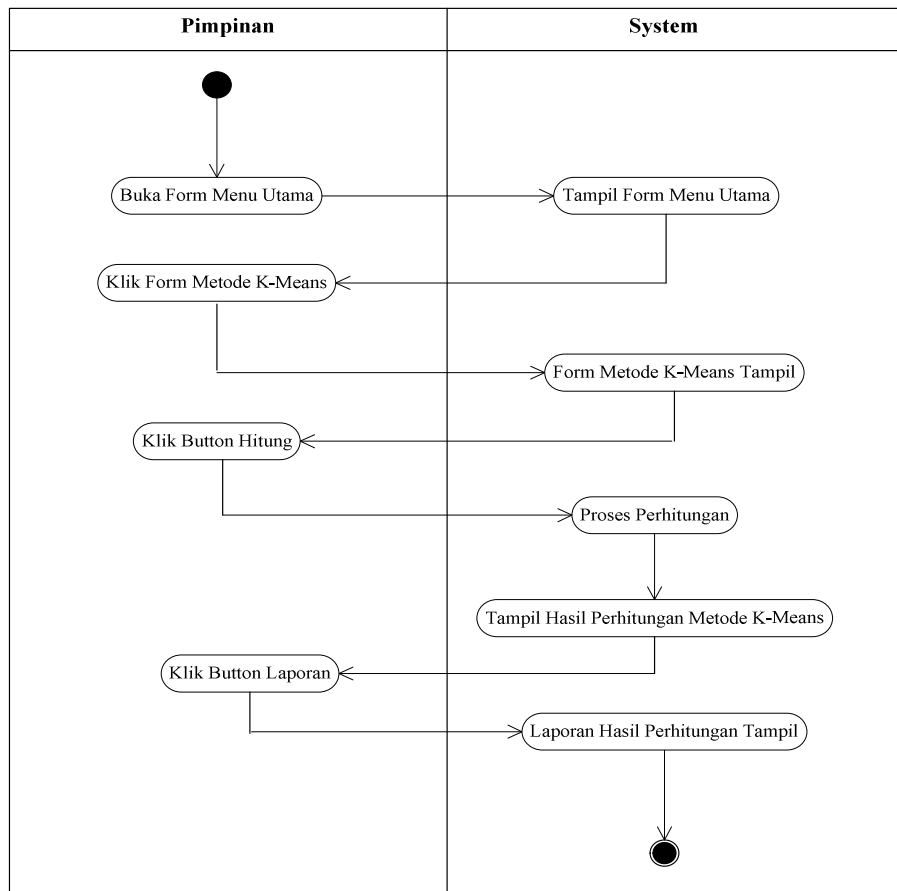 Pimpinan
System
Buka Form Menu Utama
Tampil Form Menu Utama
Klik Form Metode K-Means
Form Metode K-Means Tampil
Klik Button Hitung
Proses Perhitungan
Tampil Hasil Perhitungan Metode K-Means
Klik Button Laporan
Laporan Hasil Perhitungan Tampil